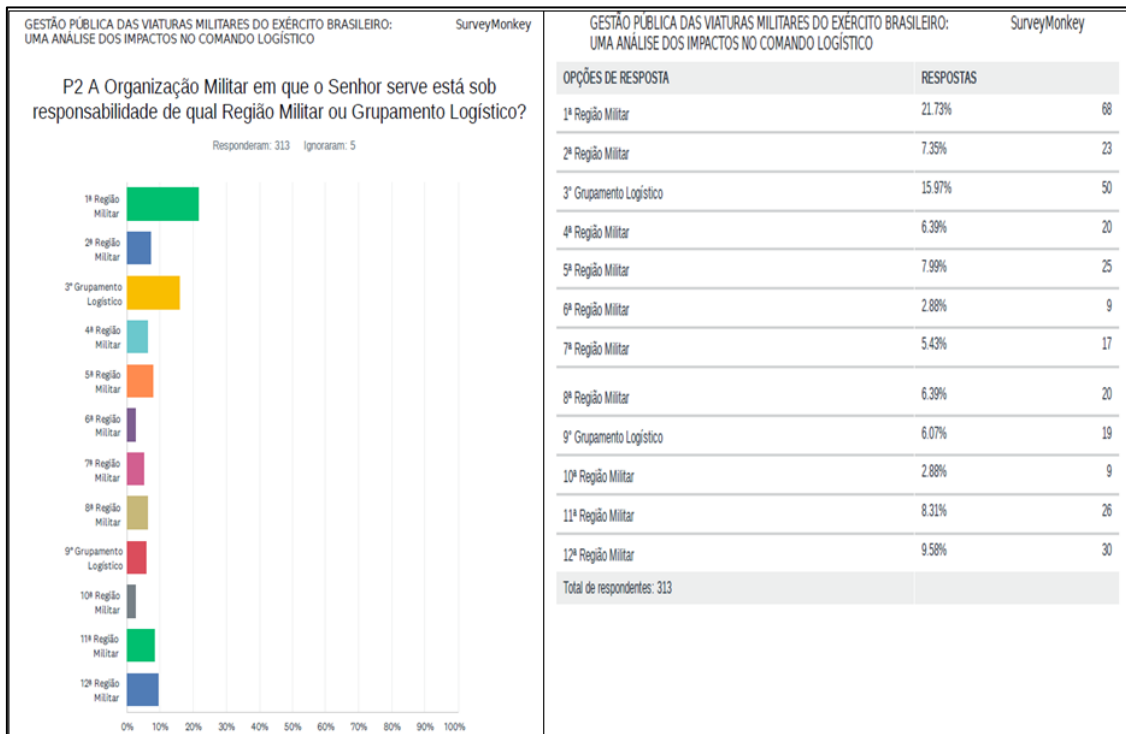 GESTÃO PÚBLICA DAS VIATURAS MILITARES DO EXÉRCITO BRASILEIRO:
UMA ANÁLISE DOS IMPACTOS NO COMANDO LOGÍSTICO
SurveyMonkey
P2 A Organização Militar em que o Senhor serve está sob
responsabilidade de qual Região Militar ou Grupamento Logístico?
Responderam: 313 Ignoraram: 5
1ª Região
Militar
2ª Região
Militar
3° Grupamento
Logístico
4ª Região
Militar
5ª Região
Militar
6ª Região
Militar
7ª Região
Militar
8ª Região
Militar
9° Grupamento
Logístico
10ª Região
Militar
11ª Região
Militar
12ª Região
Militar
0% 10% 20% 30% 40% 50% 60% 70% 80% 90% 100%
GESTÃO PÚBLICA DAS VIATURAS MILITARES DO EXÉRCITO BRASILEIRO:
UMA ANÁLISE DOS IMPACTOS NO COMANDO LOGÍSTICO
SurveyMonkey
OPÇÕES DE RESPOSTA RESPOSTAS
1ª Região Militar 21.73% 68
2ª Região Militar 7.35% 23
3° Grupamento Logístico 15.97% 50
4ª Região Militar 6.39% 20
5ª Região Militar 7.99% 25
6ª Região Militar 2.88% 9
7ª Região Militar 5.43% 17
8ª Região Militar 6.39% 20
9° Grupamento Logístico 6.07% 19
10ª Região Militar 2.88% 9
11ª Região Militar 8.31% 26
12ª Região Militar 9.58% 30
Total de respondentes: 313